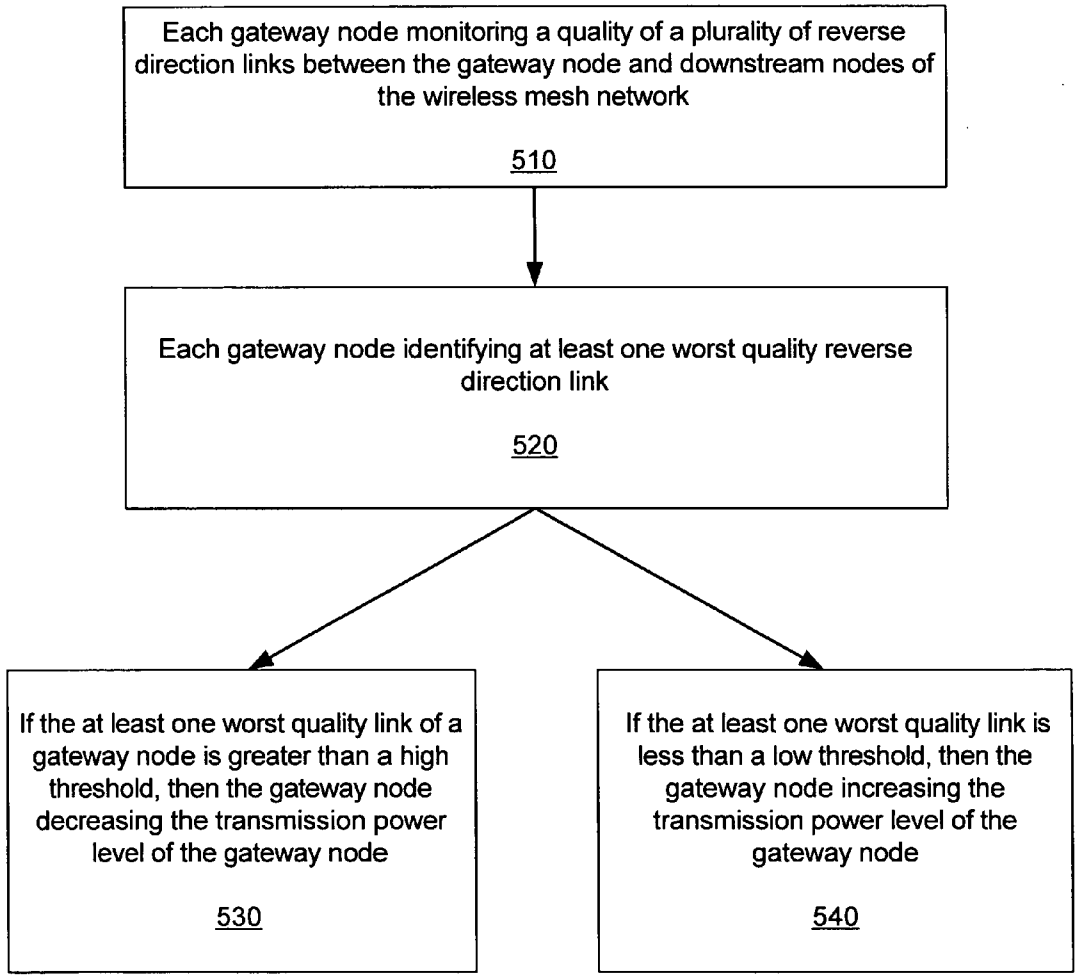 Each gateway node monitoring a quality of a plurality of reverse
direction links between the gateway node and downstream nodes of
the wireless mesh network
510
Each gateway node identifying at least one worst quality reverse
direction link
520
If the at least one worst quality link of a
gateway node is greater than a high
threshold, then the gateway node
decreasing the transmission power
level of the gateway node
530
If the at least one worst quality link is
less than a low threshold, then the
gateway node increasing the
transmission power level of the
gateway node
540